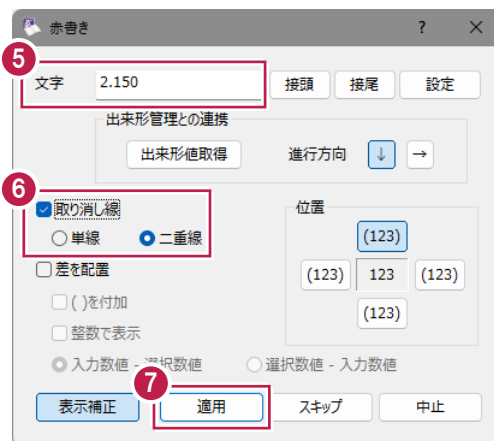 赤書き ? ×
5
文字 2.150 接頭 接尾 設定
出来形管理との連携
出来形値取得 進行方向 ↓ →
6
取り消し線 位置
単線 二重線 (123)
差を配置 (123) 123 (123)
( )を付加 (123)
整数で表示
入力数値 - 選択数値 選択数値 - 入力数値
7
表示補正 適用 スキップ 中止